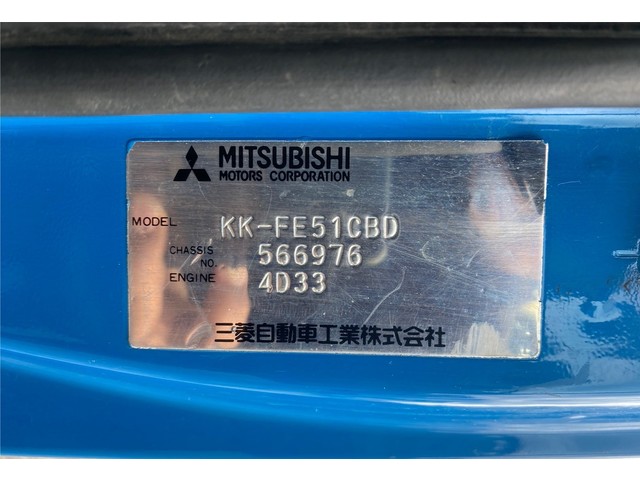 MITSUBISHI
MOTORS CORPORATION
MODEL KK-FE51CBD
CHASSIS NO. 566976
ENGINE 4D33
三菱自動車工業株式会社